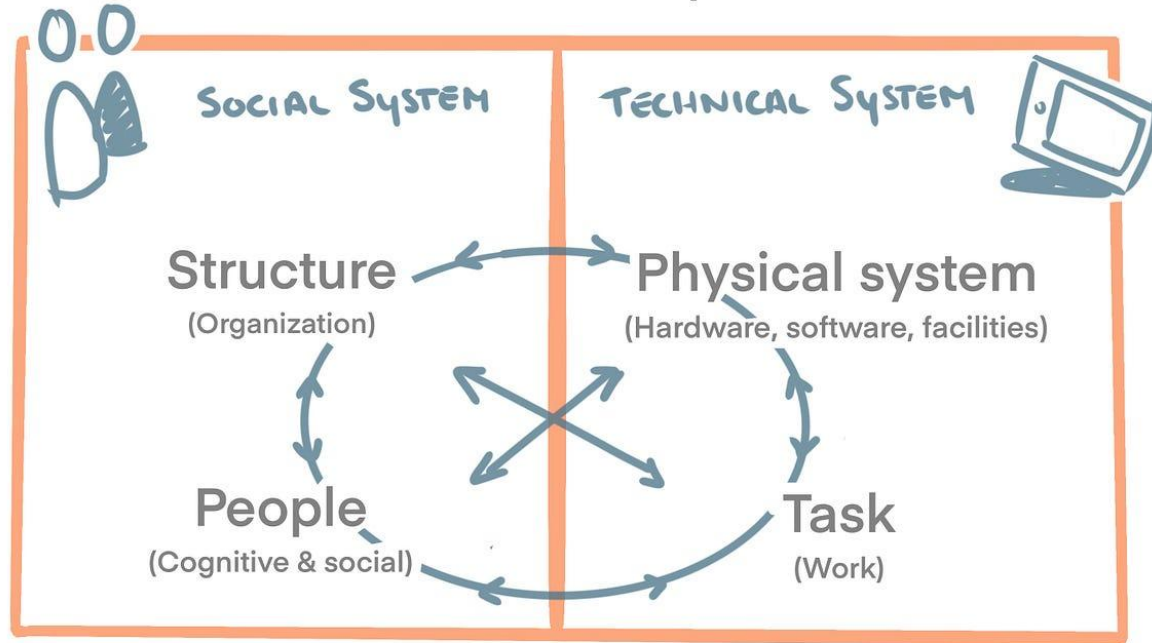 SOCIAL SYSTEM
TECHNICAL SYSTEM
Structure
(Organization)
Physical system
(Hardware, software, facilities)
People
(Cognitive & social)
Task
(Work)